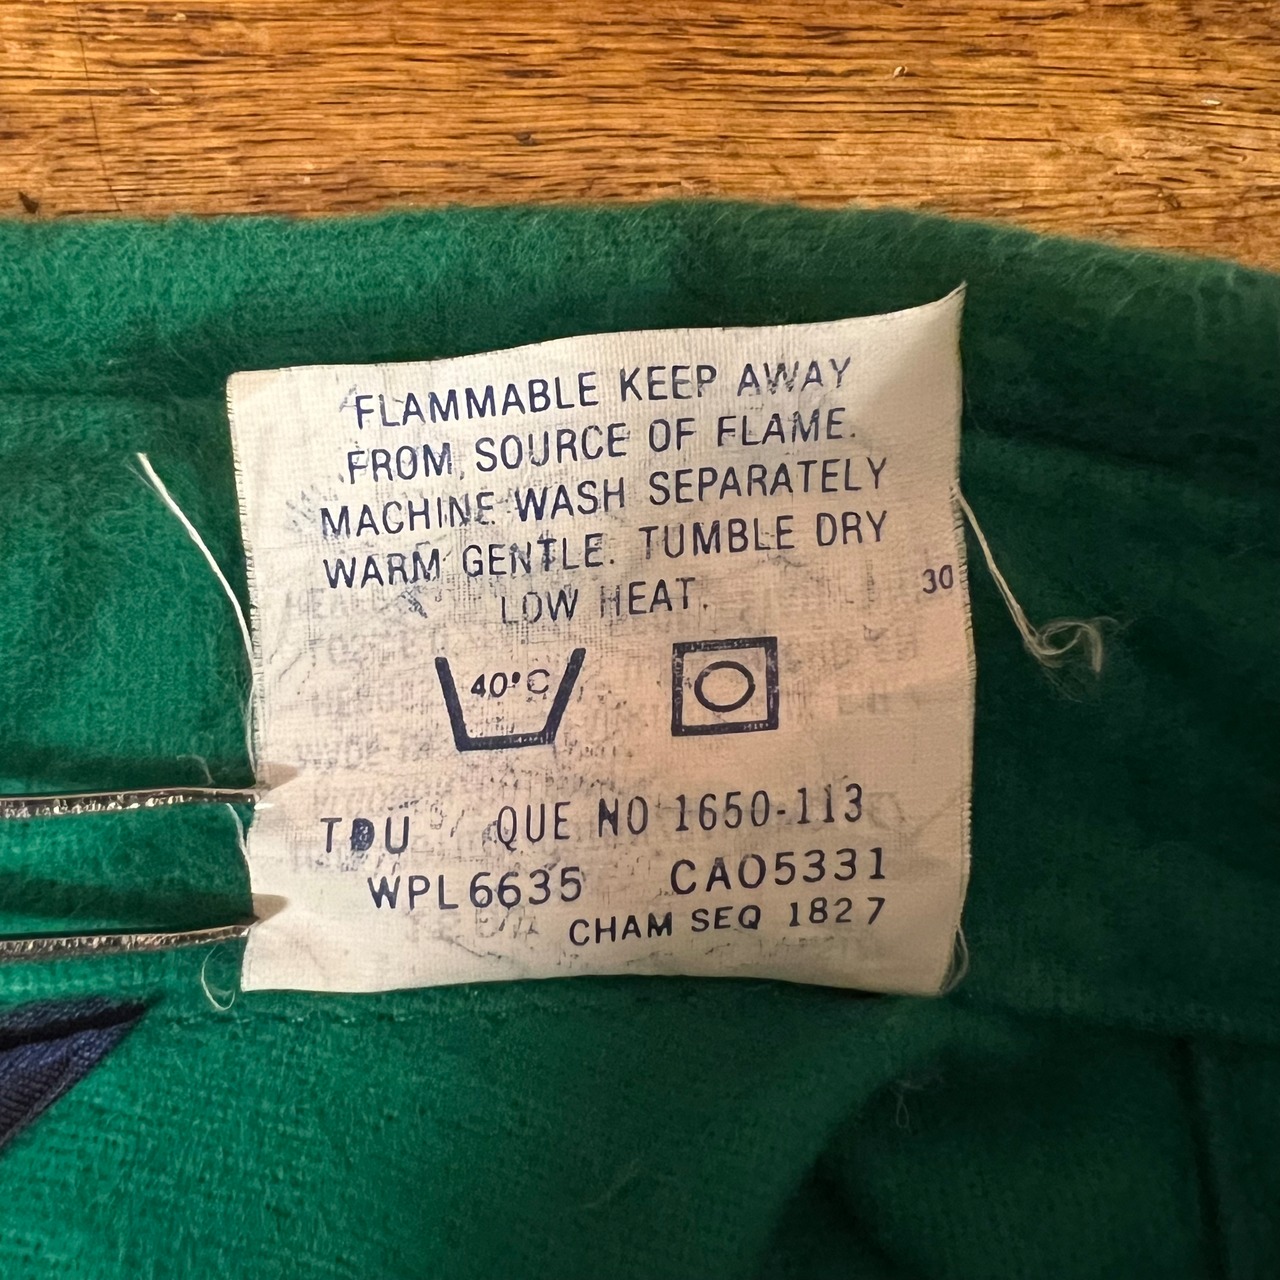 FLAMMABLE KEEP AWAY
FROM SOURCE OF FLAME.
MACHINE WASH SEPARATELY
WARM GENTLE. TUMBLE DRY
LOW HEAT.
30
40°C
TDU QUE NO 1650-113
WPL6635 CA05331
CHAM SEQ 1827